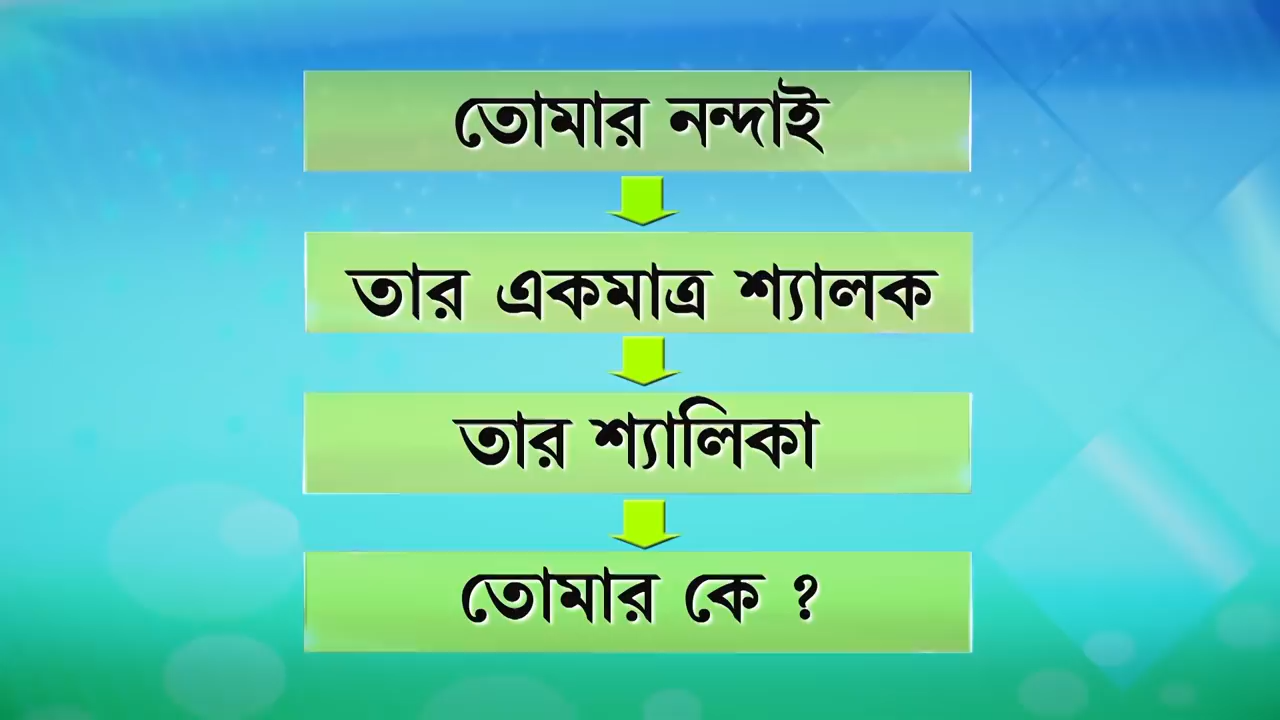 তোমার নন্দাই
তার একমাত্র শ্যালক
তার শ্যালিকা
তোমার কে ?